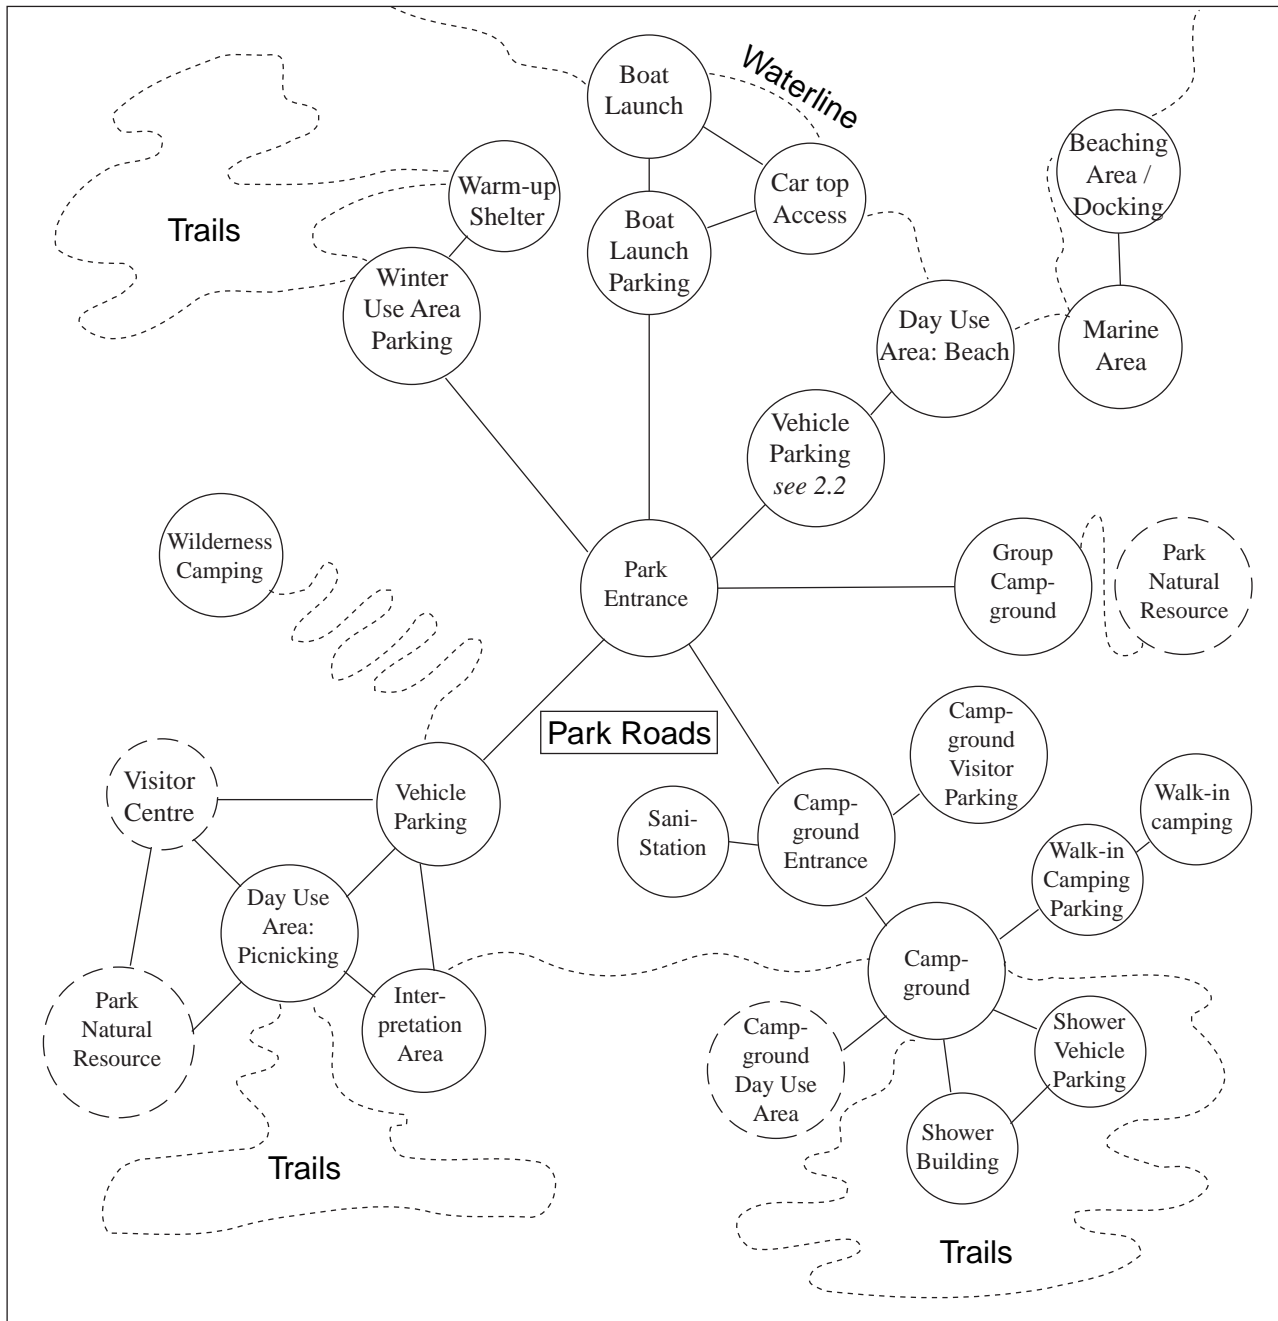 Boat
Launch
Waterline
Beaching
Area /
Docking
Warm-up
Shelter
Car top
Access
Trails
Boat
Launch
Parking
Winter
Use Area
Parking
Day Use
Area: Beach
Marine
Area
Vehicle
Parking
see 2.2
Wilderness
Camping
Park
Entrance
Group
Camp-
ground
Park
Natural
Resource
Park Roads
Camp-
ground
Visitor
Parking
Visitor
Centre
Vehicle
Parking
Sani-
Station
Camp-
ground
Entrance
Walk-in
camping
Walk-in
Camping
Parking
Day Use
Area:
Picnicking
Camp-
ground
Park
Natural
Resource
Inter-
pretation
Area
Camp-
ground
Day Use
Area
Shower
Vehicle
Parking
Shower
Building
Trails
Trails